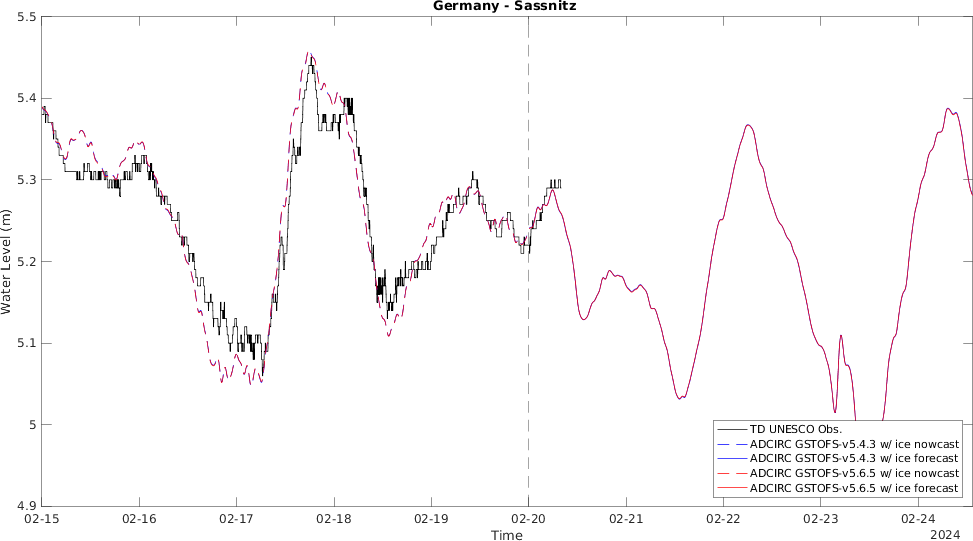 Germany - Sassnitz
5.5
5.4
5.3
5.2
5.1
5
4.9
Water Level (m)
02-15 02-16 02-17 02-18 02-19 02-20 02-21 02-22 02-23 02-24
Time
2024
TD UNESCO Obs.
ADCIRC GSTOFS-v5.4.3 w/ ice nowcast
ADCIRC GSTOFS-v5.4.3 w/ ice forecast
ADCIRC GSTOFS-v5.6.5 w/ ice nowcast
ADCIRC GSTOFS-v5.6.5 w/ ice forecast